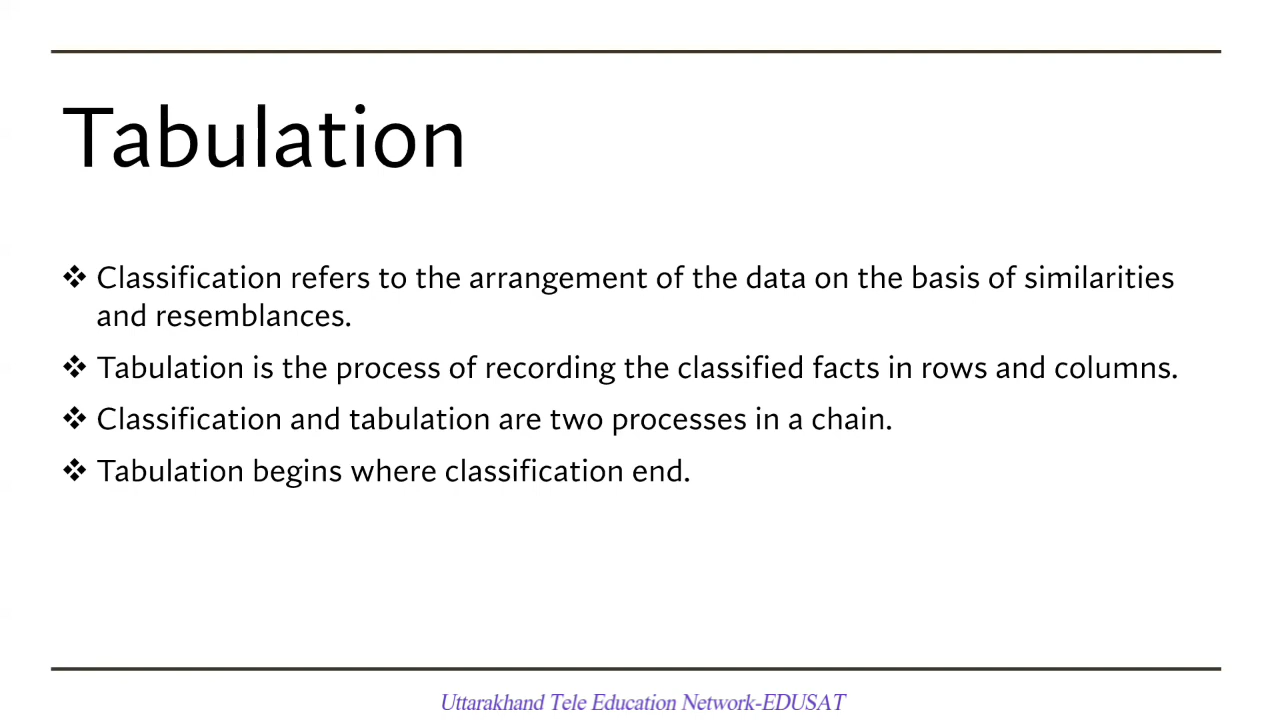 Tabulation
❖ Classification refers to the arrangement of the data on the basis of similarities
and resemblances.
❖ Tabulation is the process of recording the classified facts in rows and columns.
❖ Classification and tabulation are two processes in a chain.
❖ Tabulation begins where classification end.
Uttarakhand Tele Education Network-EDUSAT